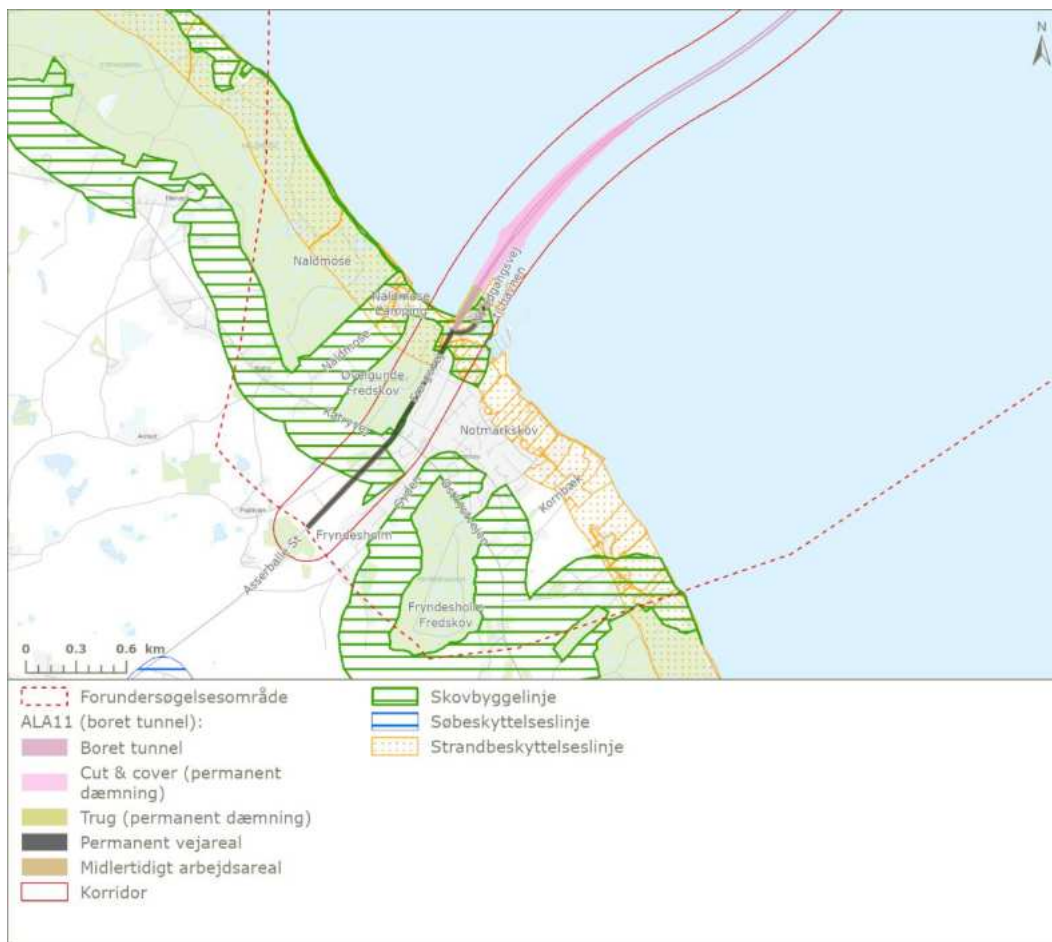 N
Naldmose
Naldmose
Camping
Naldmose
Fredskov
Katryvej
Notmarkskov
Kornbæk
Fryndesholm
Asserballe St
Fryndesholm
Fredskov
0 0.3 0.6 km
Forundersøgelsesområde
ALA11 (boret tunnel):
Boret tunnel
Cut & cover (permanent
dæmning)
Trug (permanent dæmning)
Permanent vejareal
Midlertidigt arbejdsareal
Korridor
Skovbyggelinje
Søbeskyttelseslinje
Strandbeskyttelseslinje